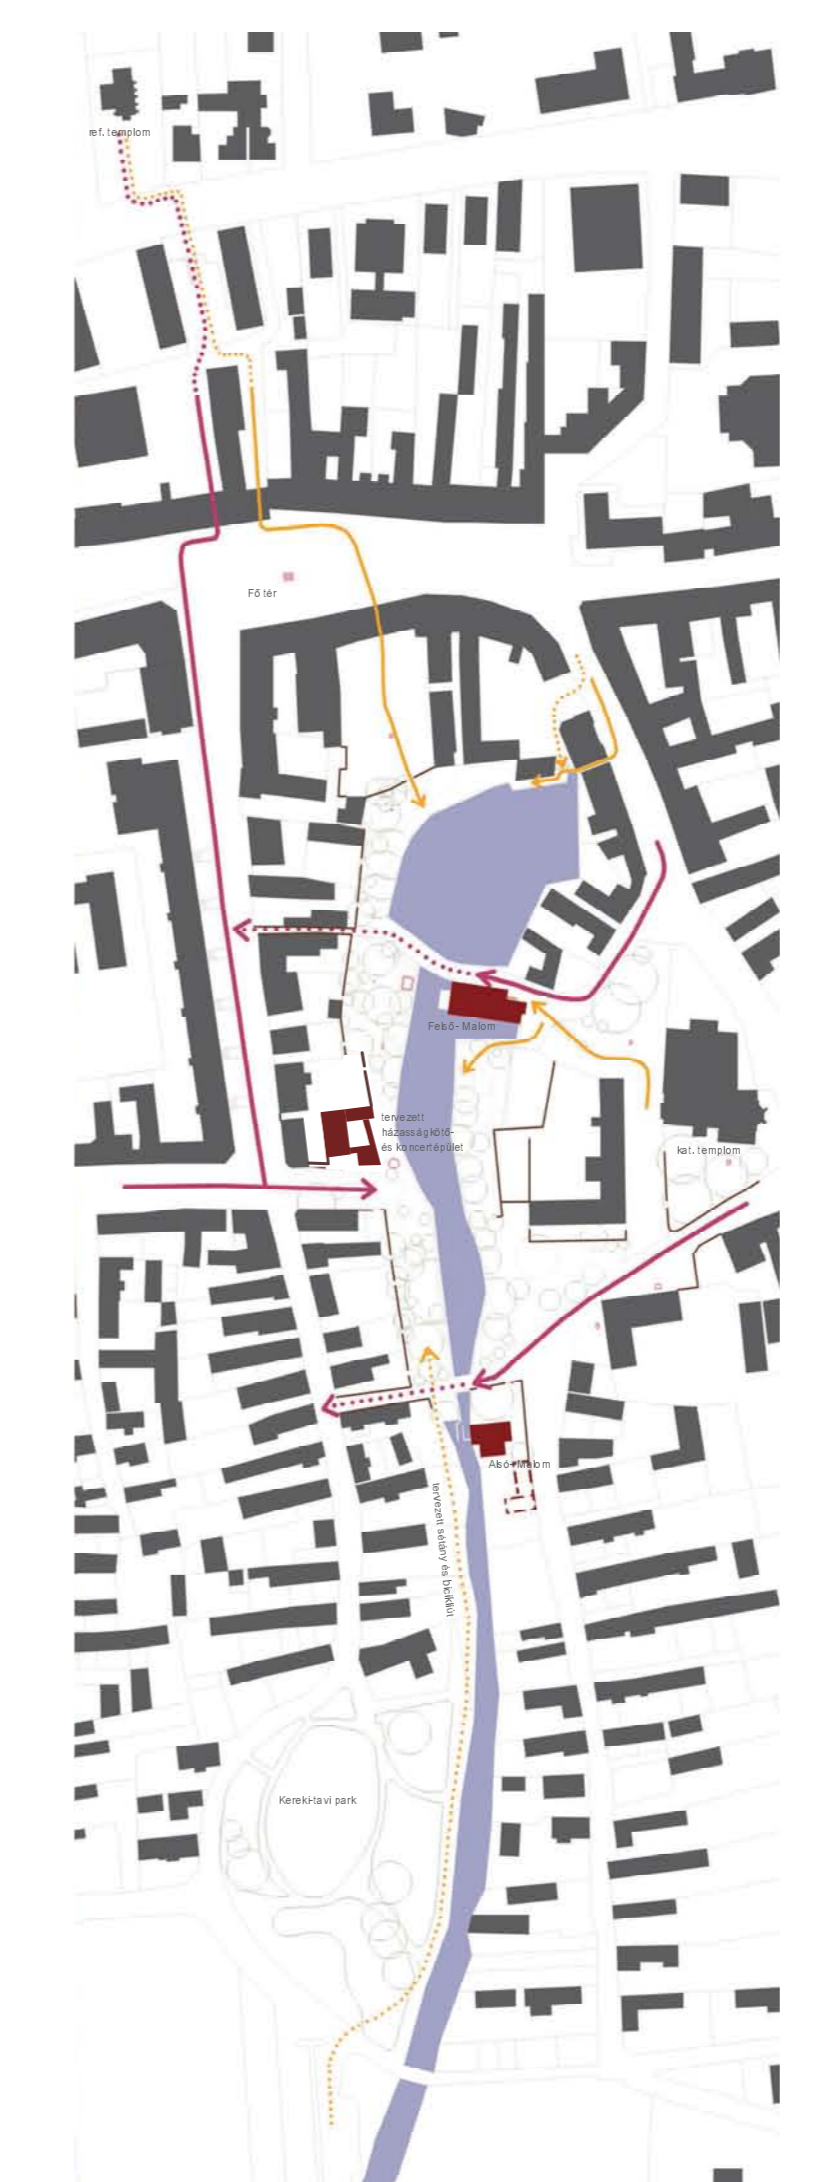 ref. templom
Fő tér
Felső-Malom
tervezett
házasságkötő-
és koncertépület
kat. templom
Alsó-Malom
tervezett sétány és bicikliút
Kereki-tavi park